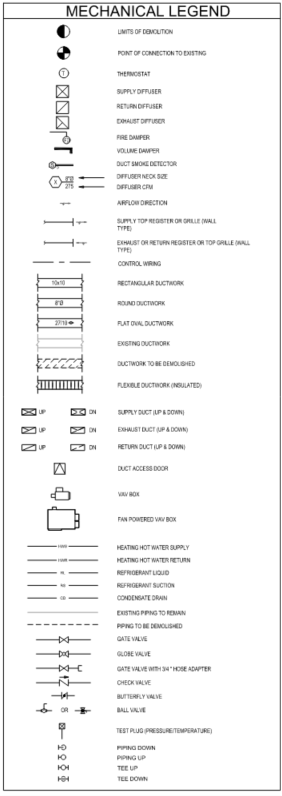 MECHANICAL LEGEND
LIMITS OF DEMOLITION
POINT OF CONNECTION TO EXISTING
T THERMOSTAT
SUPPLY DIFFUSER
RETURN DIFFUSER
EXHAUST DIFFUSER
FIRE DAMPER
VOLUME DAMPER
DUCT SMOKE DETECTOR
X 8"Ø DIFFUSER NECK SIZE
275 DIFFUSER CFM
AIRFLOW DIRECTION
SUPPLY TOP REGISTER OR GRILLE (WALL
TYPE)
EXHAUST OR RETURN REGISTER OR TOP GRILLE (WALL
TYPE)
CONTROL WIRING
10x10 RECTANGULAR DUCTWORK
8"Ø ROUND DUCTWORK
27/10 FLAT OVAL DUCTWORK
EXISTING DUCTWORK
DUCTWORK TO BE DEMOLISHED
FLEXIBLE DUCTWORK (INSULATED)
UP DN SUPPLY DUCT (UP & DOWN)
UP DN EXHAUST DUCT (UP & DOWN)
UP DN RETURN DUCT (UP & DOWN)
DUCT ACCESS DOOR
VAV BOX
FAN POWERED VAV BOX
HWS HEATING HOT WATER SUPPLY
HWR HEATING HOT WATER RETURN
RL REFRIGERANT LIQUID
RS REFRIGERANT SUCTION
CD CONDENSATE DRAIN
EXISTING PIPING TO REMAIN
PIPING TO BE DEMOLISHED
GATE VALVE
GLOBE VALVE
GATE VALVE WITH 3/4 " HOSE ADAPTER
CHECK VALVE
BUTTERFLY VALVE
OR BALL VALVE
TEST PLUG (PRESSURE/TEMPERATURE)
PIPING DOWN
PIPING UP
TEE UP
TEE DOWN